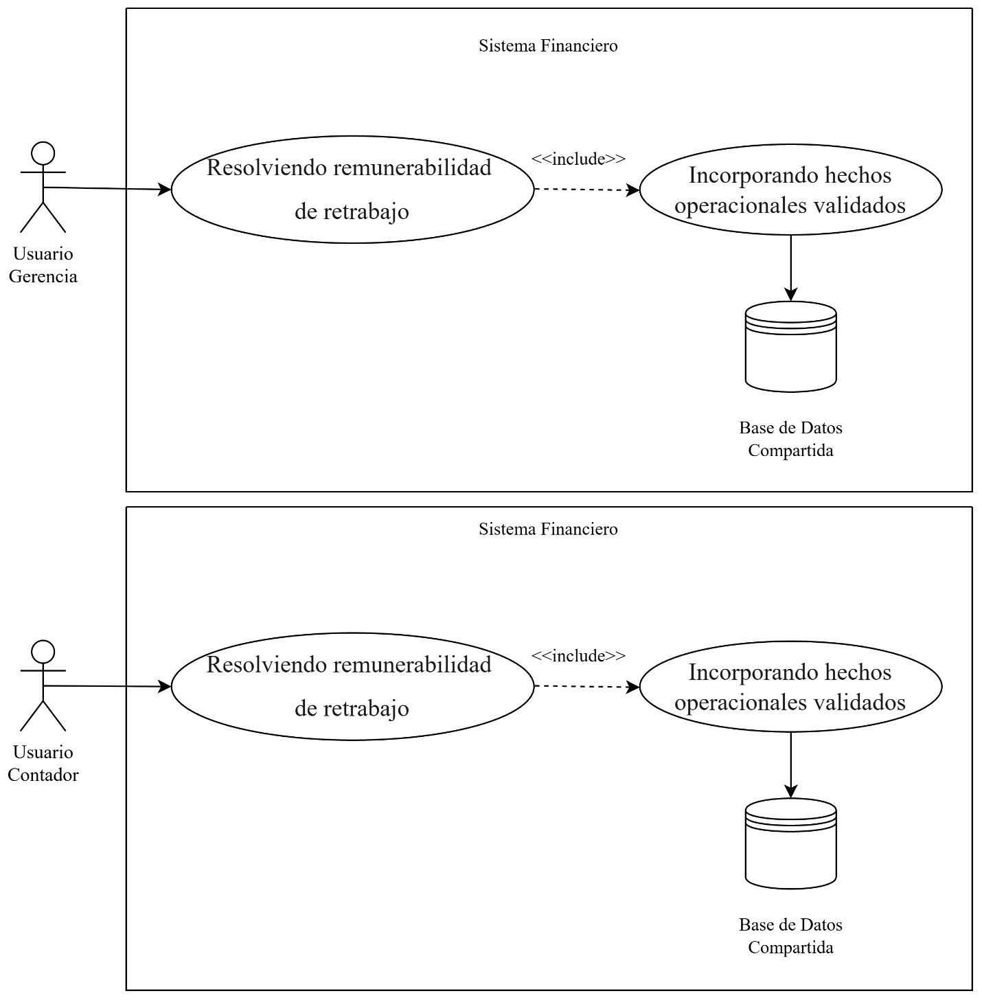 Sistema Financiero
Resolviendo remunerabilidad
de retrabajo
<<include>>
Incorporando hechos
operacionales validados
Usuario
Gerencia
Base de Datos
Compartida
Sistema Financiero
Resolviendo remunerabilidad
de retrabajo
<<include>>
Incorporando hechos
operacionales validados
Usuario
Contador
Base de Datos
Compartida